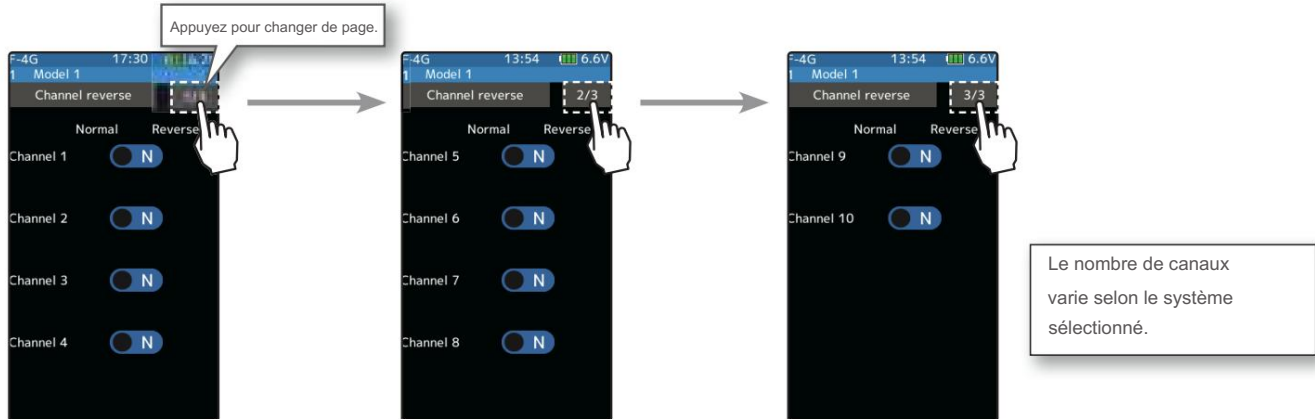 Appuyez pour changer de page.
F-4G 17:30
1 Model 1
Channel reverse
Normal Reverse
Channel 1 N
Channel 2 N
Channel 3 N
Channel 4 N
F-4G 13:54 6.6V
1 Model 1
Channel reverse 2/3
Normal Reverse
Channel 5 N
Channel 6 N
Channel 7 N
Channel 8 N
-4G 13:54 6.6V
1 Model 1
Channel reverse 3/3
Normal Reverse
Channel 9 N
Channel 10 N
Le nombre de canaux
varie selon le système
sélectionné.